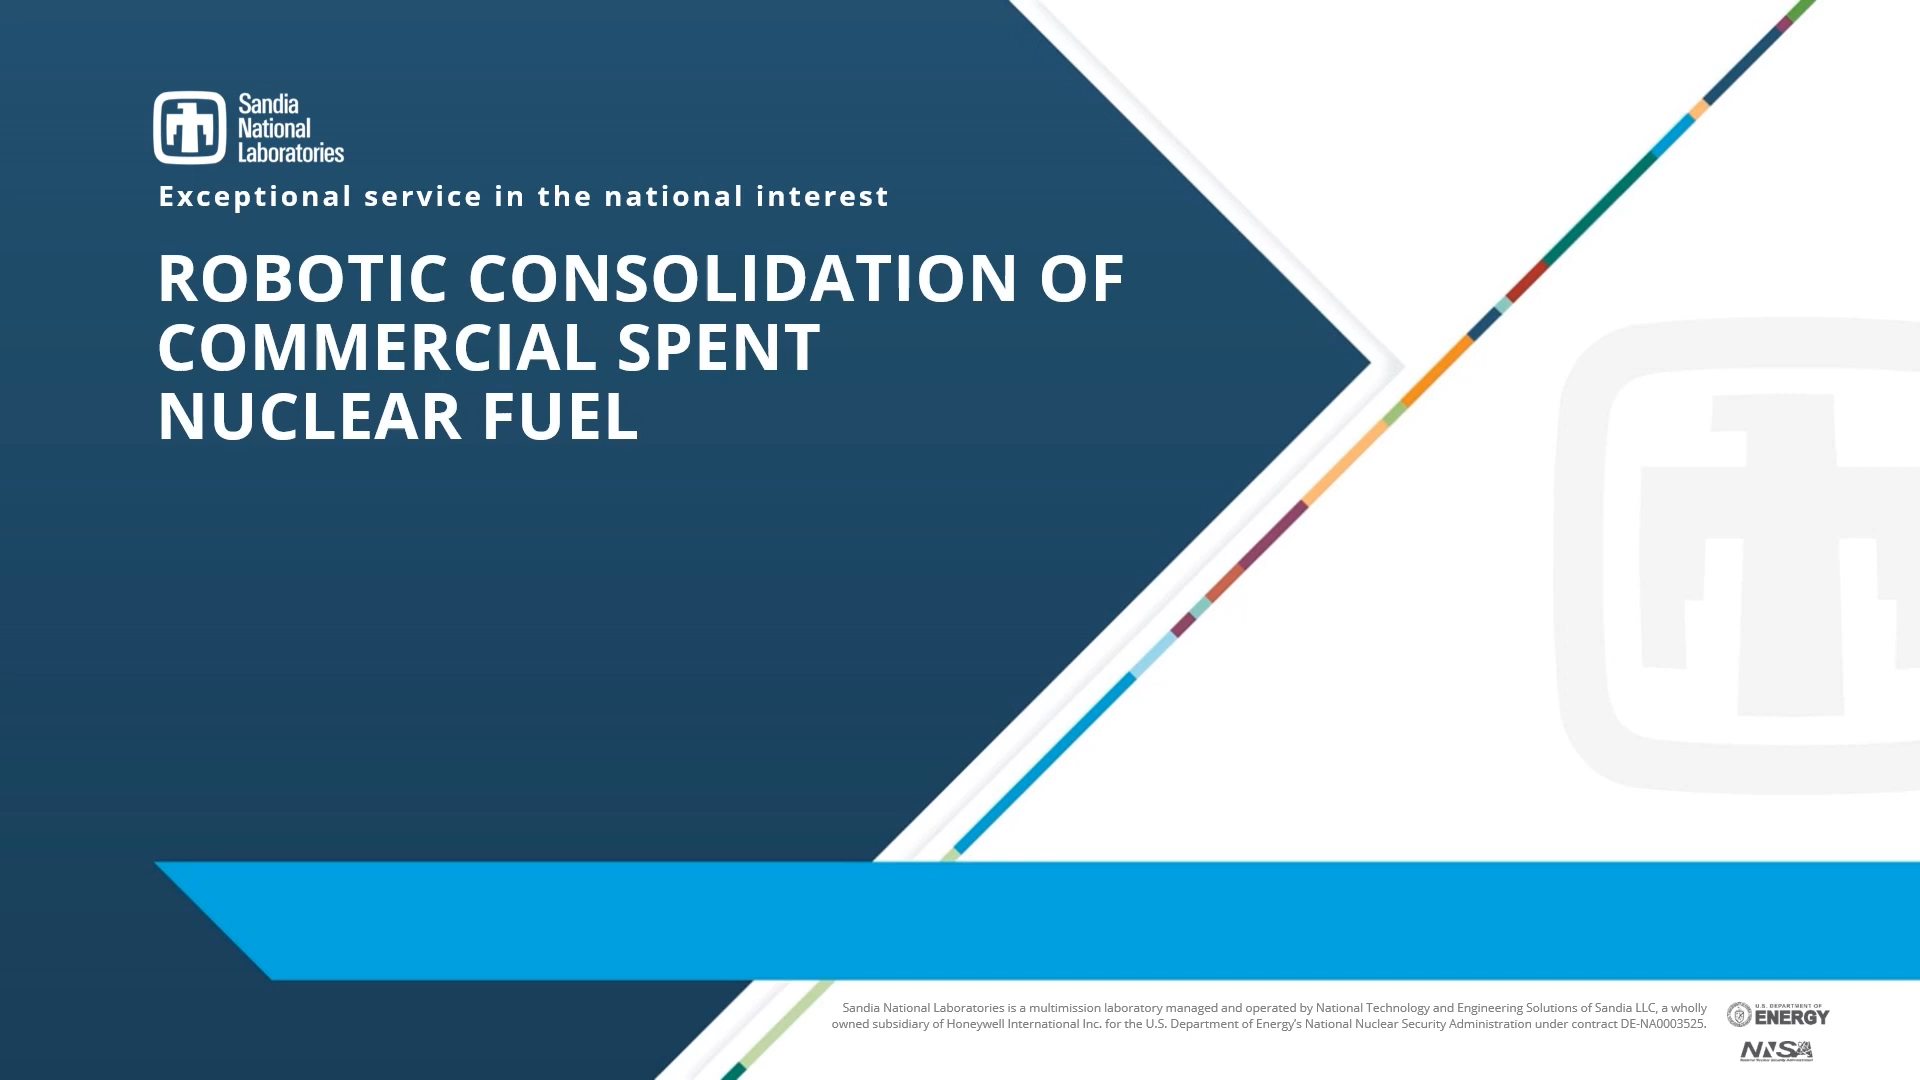 Sandia
National
Laboratories
Exceptional service in the national interest
ROBOTIC CONSOLIDATION OF
COMMERCIAL SPENT
NUCLEAR FUEL
Sandia National Laboratories is a multimission laboratory managed and operated by National Technology and Engineering Solutions of Sandia LLC, a wholly
owned subsidiary of Honeywell International Inc. for the U.S. Department of Energy’s National Nuclear Security Administration under contract DE-NA0003525.
U.S. DEPARTMENT OF
ENERGY
NNSA